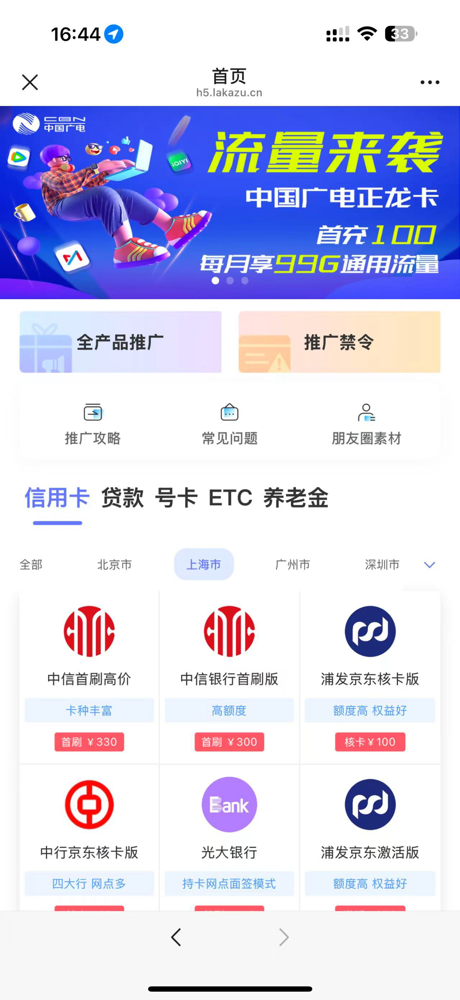 16:44
33
首页
h5.lakazu.cn
CBN
中国广电
iQIYI
流量来袭
中国广电正龙卡
首充100
每月享99G通用流量
全产品推广
推广禁令
推广攻略
常见问题
朋友圈素材
信用卡 贷款 号卡 ETC 养老金
全部 北京市 上海市 广州市 深圳市
中信首刷高价
中信银行首刷版
浦发京东核卡版
卡种丰富
高额度
额度高 权益好
首刷 ¥330
首刷 ¥300
核卡¥100
Bank
中行京东核卡版
光大银行
浦发京东激活版
四大行 网点多
持卡网点面签模式
额度高 权益好